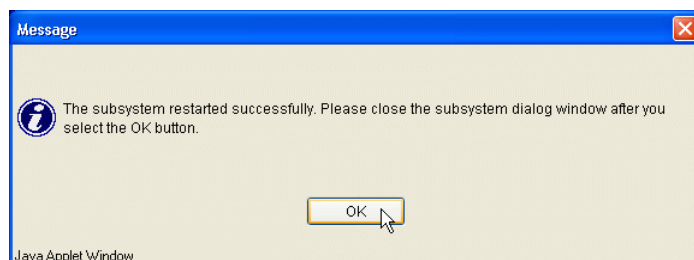 Message
The subsystem restarted successfully. Please close the subsystem dialog window after you
select the OK button.
OK
Java Applet Window